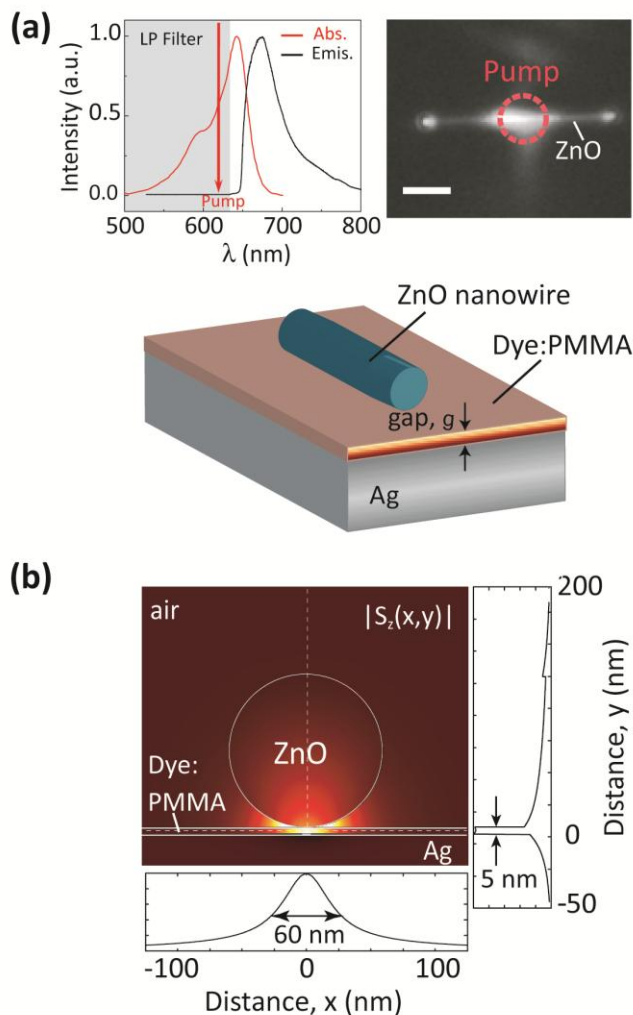 (a)
LP Filter
Abs.
Emis.
Intensity (a.u.)
1.0
0.5
0.0
Pump
500
600
700
800
λ (nm)
Pump
ZnO
ZnO nanowire
Dye:PMMA
gap, g
Ag
(b)
air
|S_z(x,y)|
ZnO
Dye:
PMMA
Ag
200
0
-50
Distance, y (nm)
5 nm
60 nm
-100
0
100
Distance, x (nm)